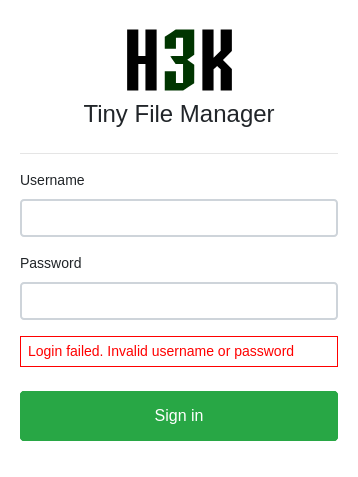 H3K
Tiny File Manager
Username
Password
Login failed. Invalid username or password
Sign in